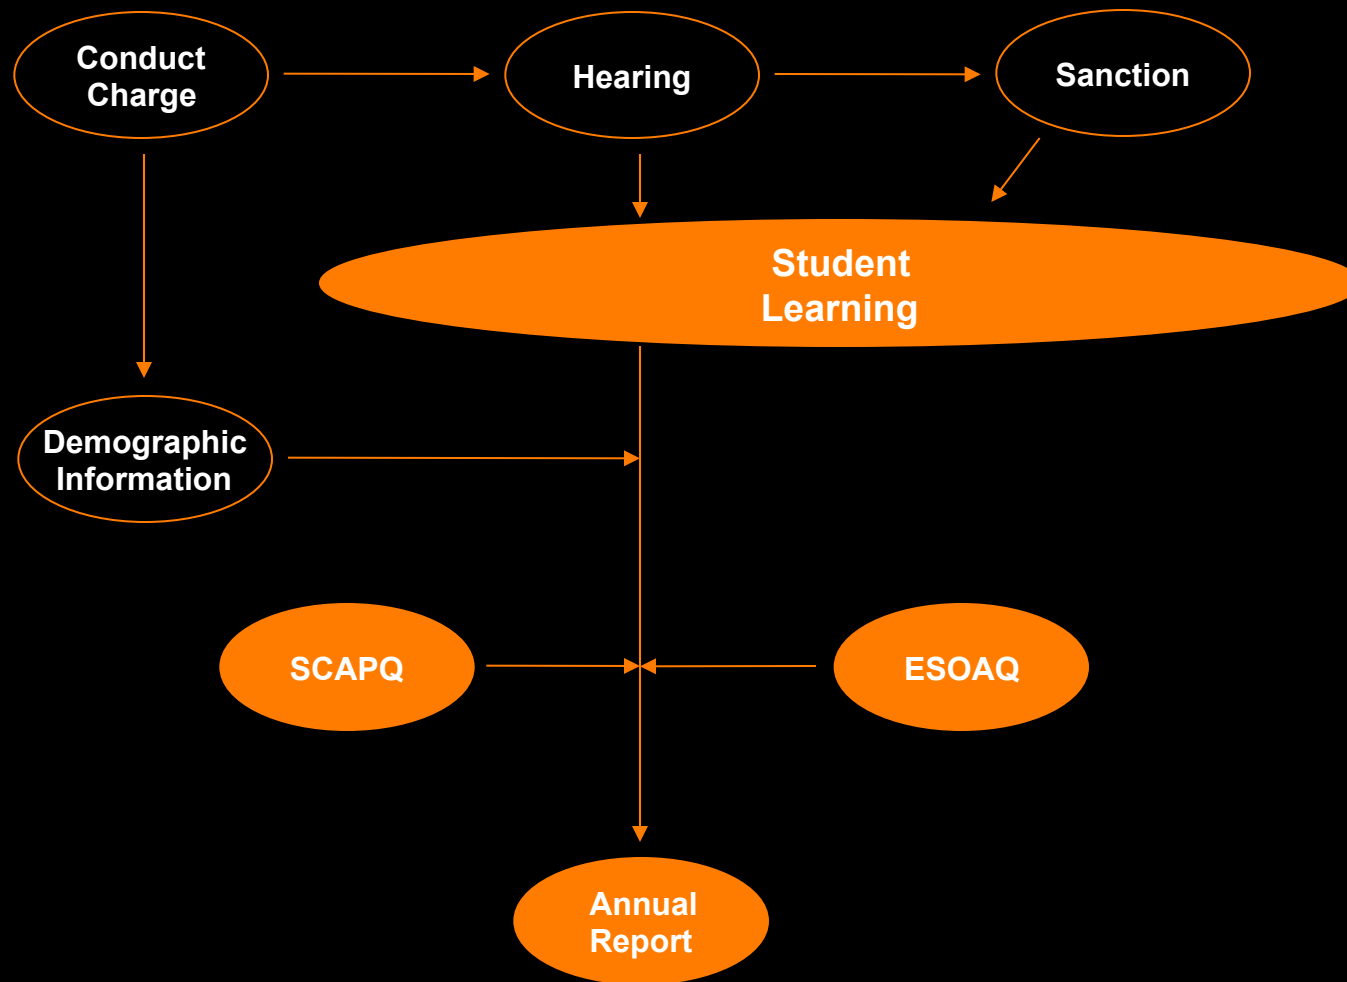 Conduct
Charge
Hearing
Sanction
Student
Learning
Demographic
Information
SCAPQ
ESOAQ
Annual
Report